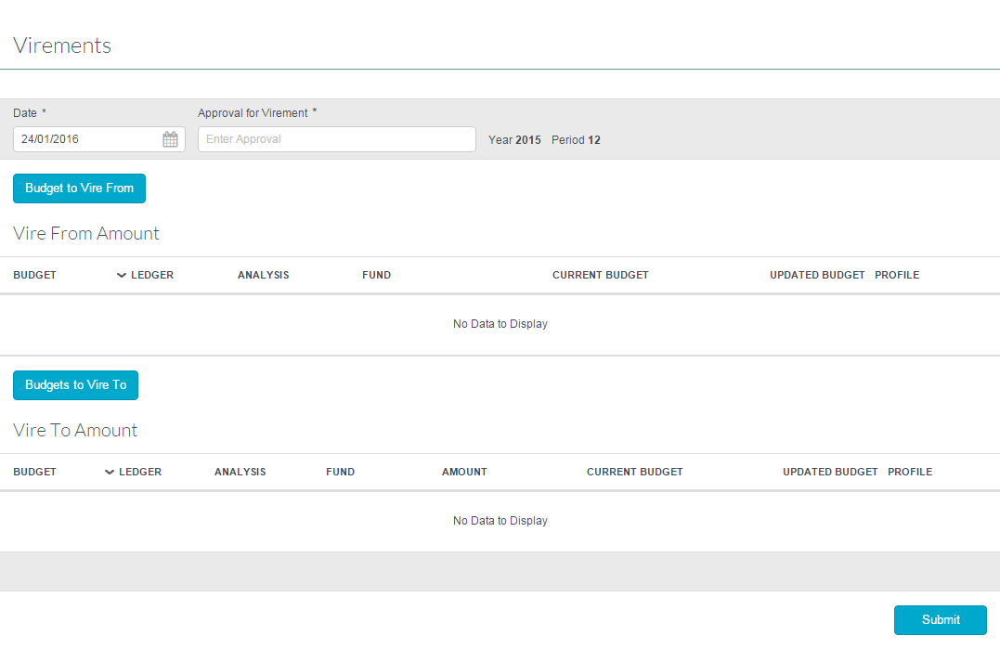 Virements
Date * Approval for Virement *
24/01/2016 Enter Approval Year 2015 Period 12
Budget to Vire From
Vire From Amount
BUDGET LEDGER ANALYSIS FUND CURRENT BUDGET UPDATED BUDGET PROFILE
No Data to Display
Budgets to Vire To
Vire To Amount
BUDGET LEDGER ANALYSIS FUND AMOUNT CURRENT BUDGET UPDATED BUDGET PROFILE
No Data to Display
Submit